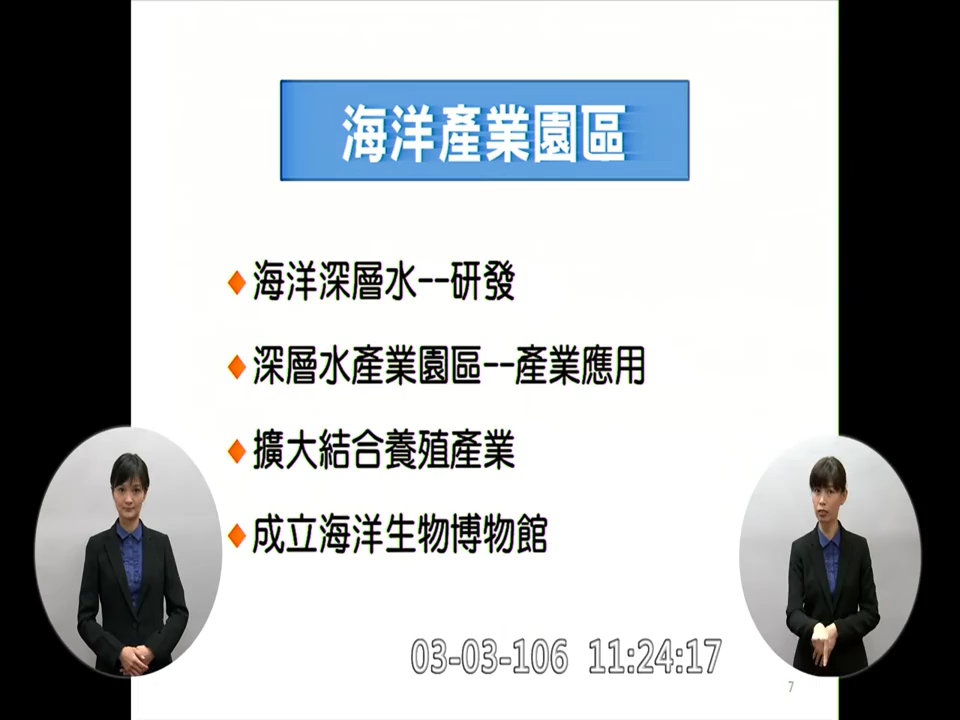 海洋產業園區
海洋深層水--研發
深層水產業園區--產業應用
擴大結合養殖產業
成立海洋生物博物館
03-03-106 11:24:17
7